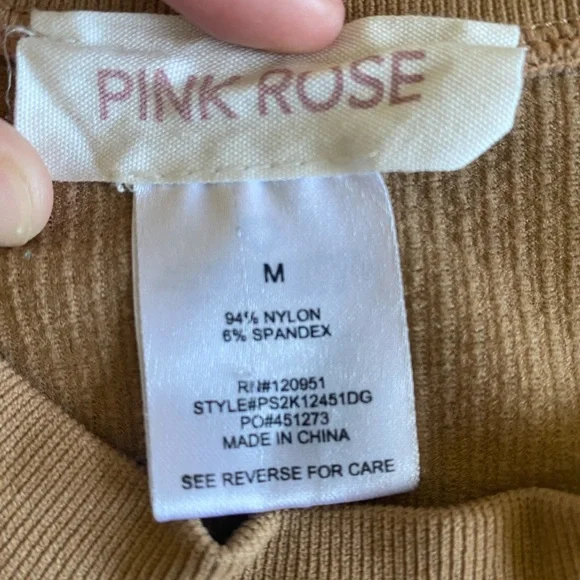 PINK ROSE
M
94% NYLON
6% SPANDEX
RN#120951
STYLE#PS2K12451DG
PO#451273
MADE IN CHINA
SEE REVERSE FOR CARE